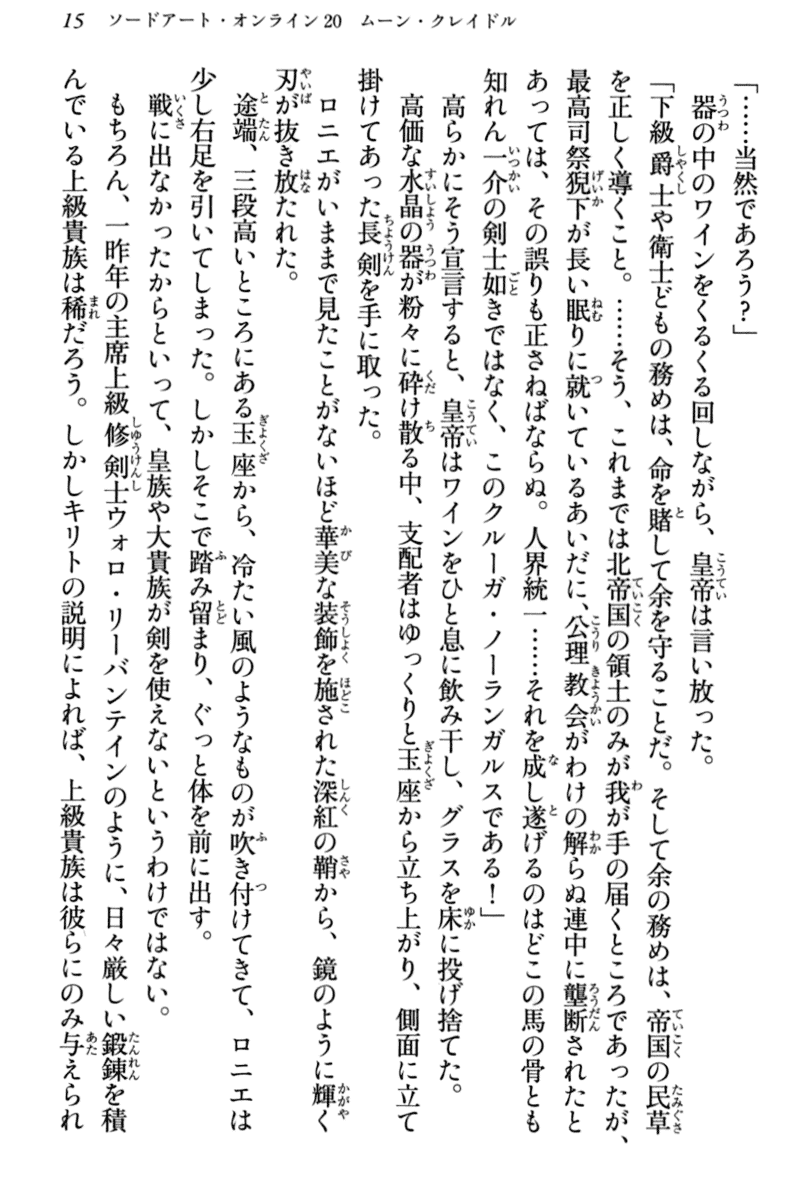 15　ソードアート・オンライン20　ムーン・クレイドル
「……当然であろう？」
　器の中のワインをくるくる回しながら、皇帝は言い放った。
「下級爵士や衛士どもの務めは、命を賭して余を守ることだ。そして余の務めは、帝国の民草
を正しく導くこと。……そう、これまでは北帝国の領土のみが我が手の届くところであったが、
最高司祭猊下が長い眠りに就いているあいだに、公理教会がわけの解らぬ連中に壟断されたと
あっては、その誤りも正さねばならぬ。人界統一……それを成し遂げるのはどこの馬の骨とも
知れん一介の剣士如きではなく、このクルーガ・ノーランガルスである！」
　高らかにそう宣言すると、皇帝はワインをひと息に飲み干し、グラスを床に投げ捨てた。
　高価な水晶の器が粉々に砕け散る中、支配者はゆっくりと玉座から立ち上がり、側面に立て
掛けてあった長剣を手に取った。
　ロニエがいままで見たことがないほど華美な装飾を施された深紅の鞘から、鏡のように輝く
刃が抜き放たれた。
　途端、三段高いところにある玉座から、冷たい風のようなものが吹き付けてきて、ロニエは
少し右足を引いてしまった。しかしそこで踏み留まり、ぐっと体を前に出す。
　戦に出なかったからといって、皇族や大貴族が剣を使えないというわけではない。
　もちろん、一昨年の主席上級修剣士ウォロ・リーバンテインのように、日々厳しい鍛錬を積
んでいる上級貴族は稀だろう。しかしキリトの説明によれば、上級貴族は彼らにのみ与えられ